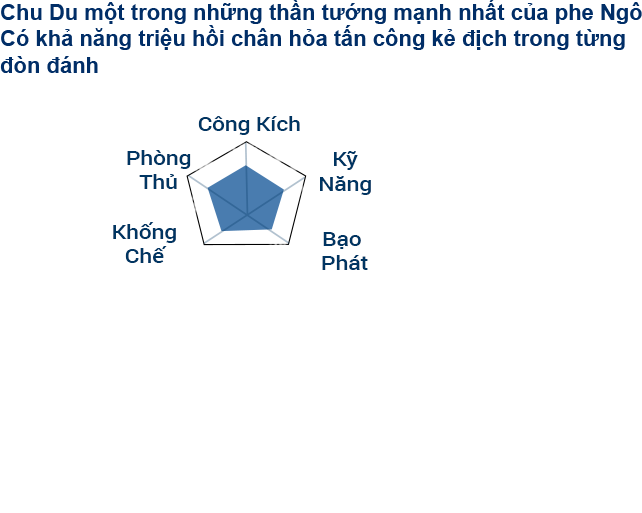 Chu Du một trong những thần tướng mạnh nhất của phe Ngô
Có khả năng triệu hồi chân hỏa tấn công kẻ địch trong từng
đòn đánh
Công Kích
Phòng
Thủ
Kỹ
Năng
Khống
Chế
Bạo
Phát